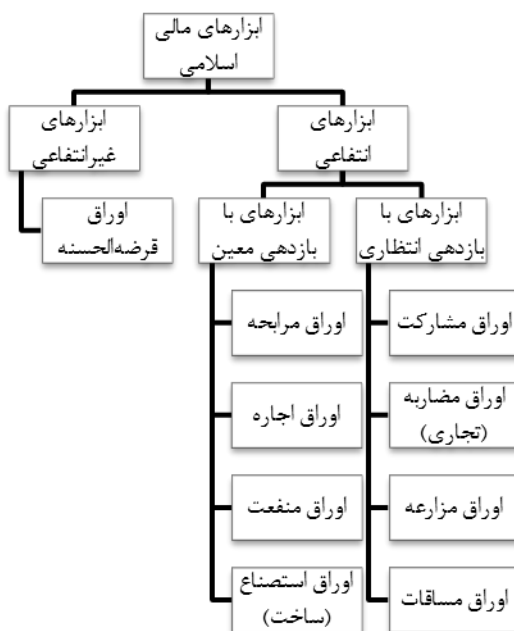 ابزارهای مالی
اسلامی
ابزارهای
انتفاعی
ابزارهای
غیرانتفاعی
ابزارهای با
بازدهی انتظاری
ابزارهای با
بازدهی معین
اوراق
قرضه‌الحسنه
اوراق مشارکت
اوراق مرابحه
اوراق مضاربه
(تجاری)
اوراق اجاره
اوراق مزارعه
اوراق منفعت
اوراق مساقات
اوراق استصناع
(ساخت)